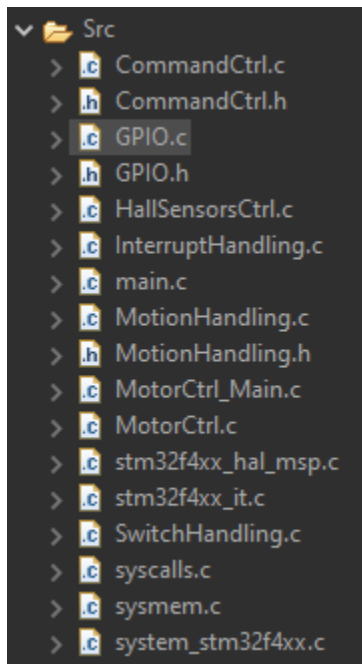 Src
.c CommandCtrl.c
.h CommandCtrl.h
.c GPIO.c
.h GPIO.h
.c HallSensorsCtrl.c
.c InterruptHandling.c
.c main.c
.c MotionHandling.c
.h MotionHandling.h
.c MotorCtrl_Main.c
.c MotorCtrl.c
.c stm32f4xx_hal_msp.c
.c stm32f4xx_it.c
.c SwitchHandling.c
.c syscalls.c
.c sysmem.c
.c system_stm32f4xx.c